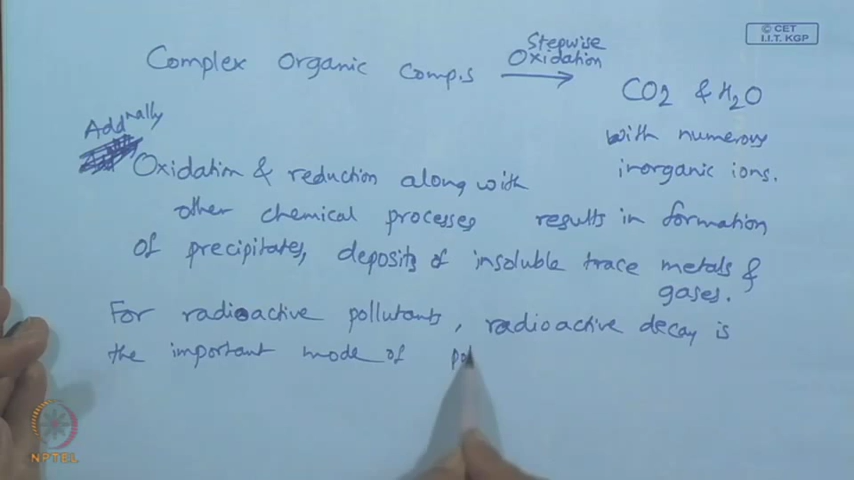 © CET
I.I.T. KGP
Complex Organic Comp.s Stepwise Oxidation CO2 & H2O
with numerous
inorganic ions.
Addnally
Oxidation & reduction along with
other chemical processes results in formation
of precipitates, deposits of insoluble trace metals &
gases.
For radioactive pollutants, radioactive decay is
the important mode of po
NPTEL